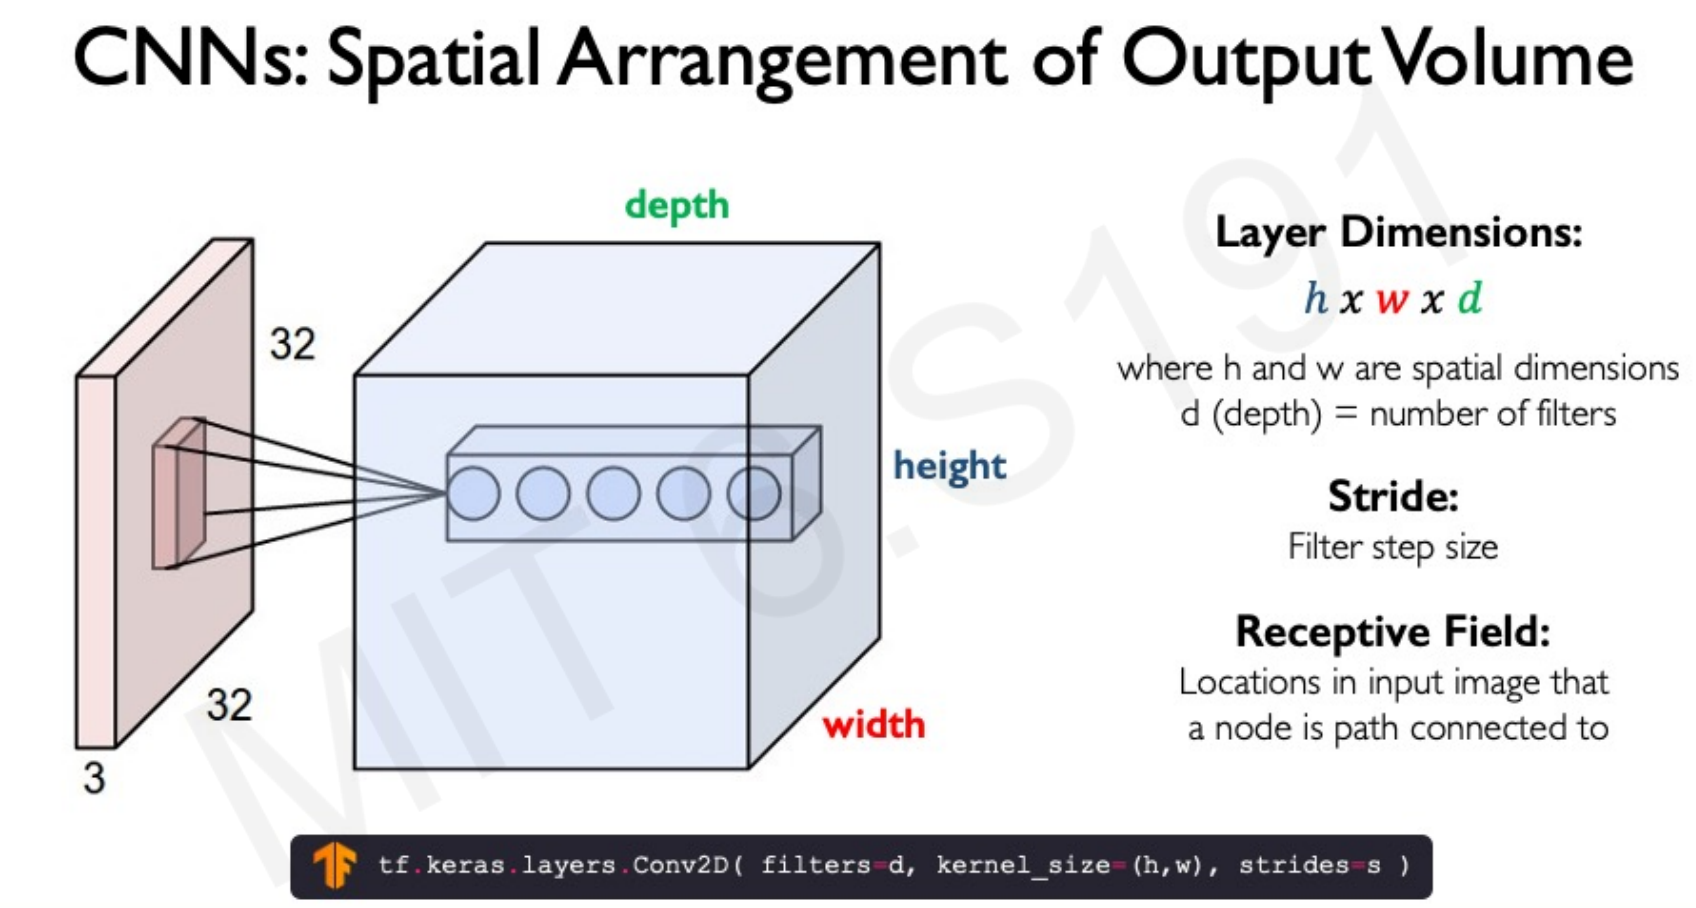 CNNs: Spatial Arrangement of Output Volume
depth
32
height
32
width
3
Layer Dimensions:
h x w x d
where h and w are spatial dimensions
d (depth) = number of filters
Stride:
Filter step size
Receptive Field:
Locations in input image that
a node is path connected to
tf.keras.layers.Conv2D( filters=d, kernel_size=(h,w), strides=s )
MIT 6.S191